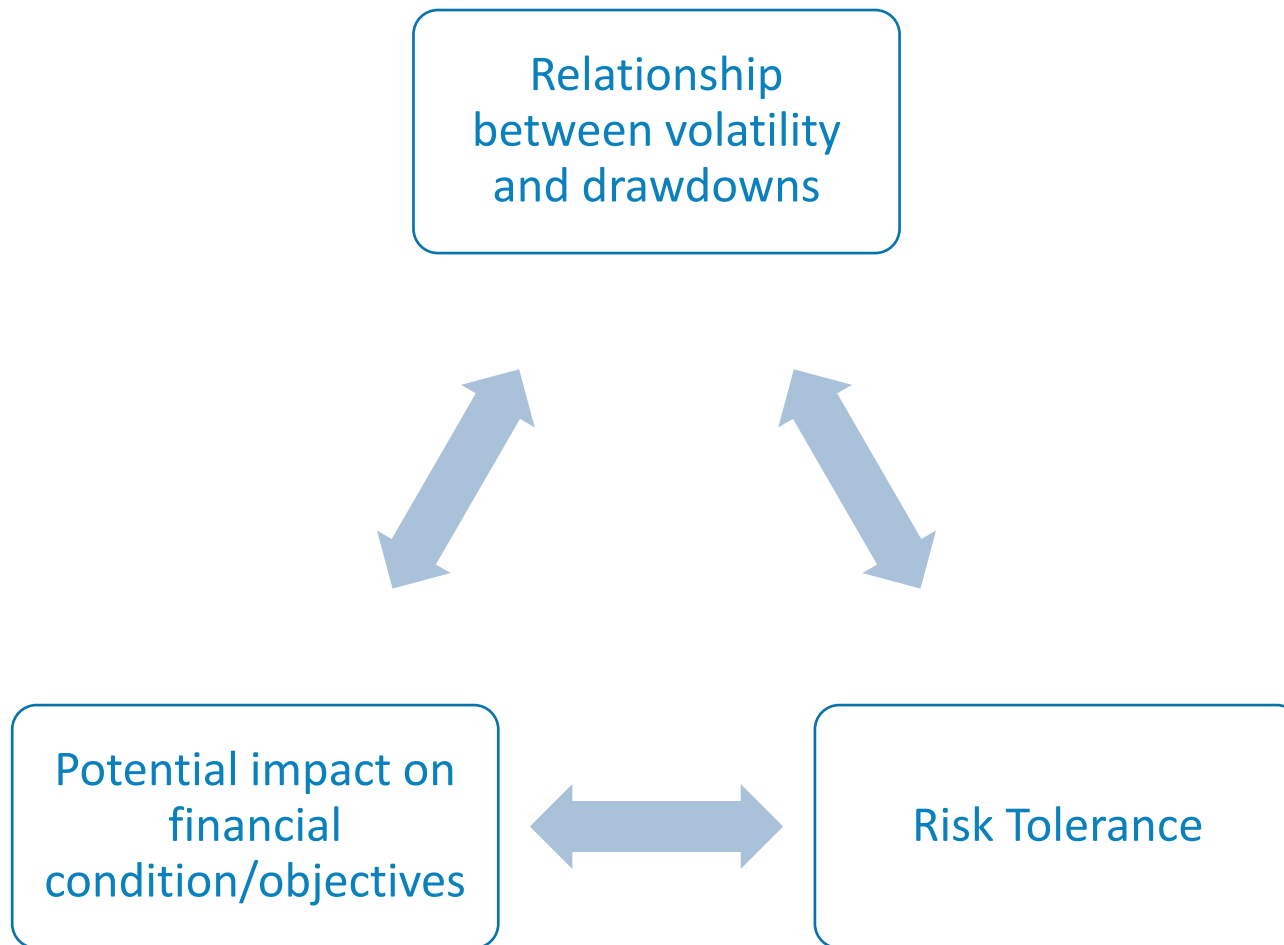 Relationship
between volatility
and drawdowns
Potential impact on
financial
condition/objectives
Risk Tolerance